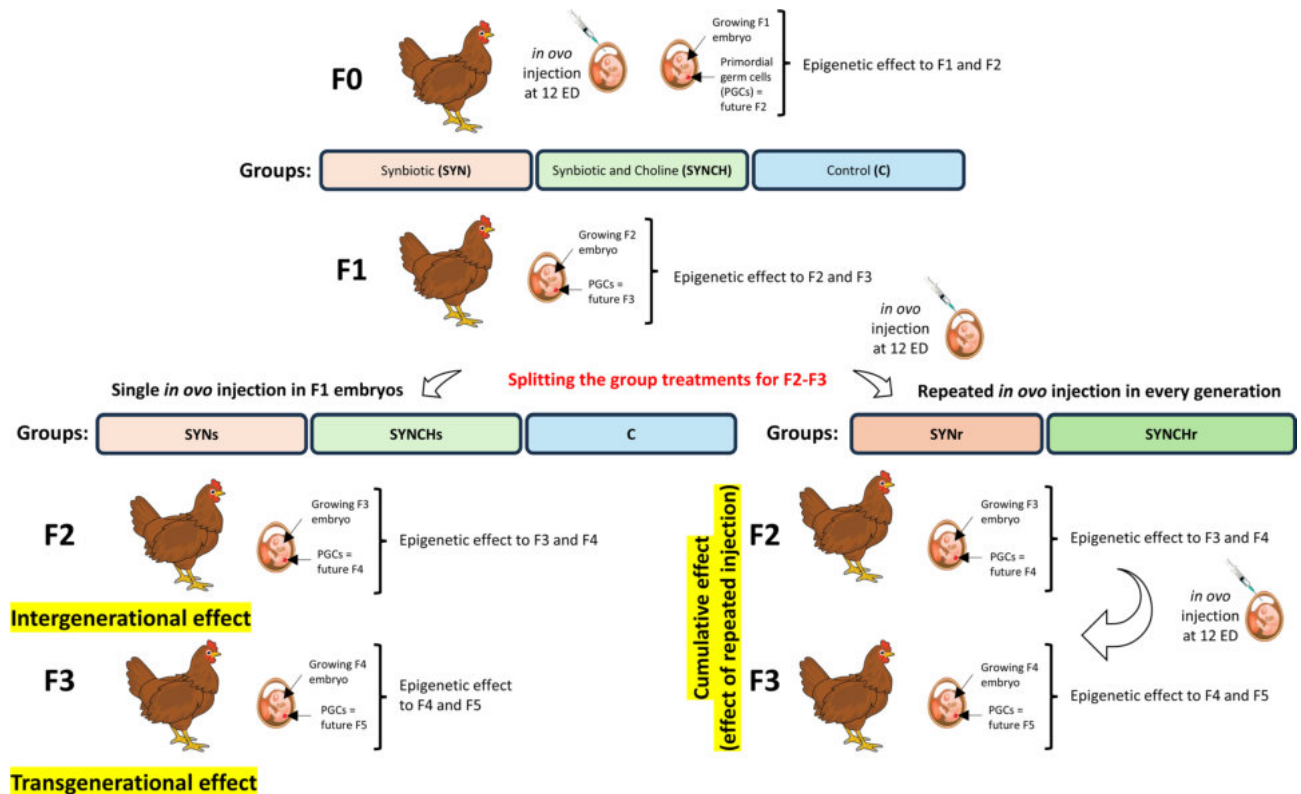 F0
in ovo
injection
at 12 ED
Growing F1
embryo
Primordial
germ cells
(PGCs) =
future F2
Epigenetic effect to F1 and F2
Groups:
Synbiotic (SYN)
Synbiotic and Choline (SYNCH)
Control (C)
F1
Growing F2
embryo
PGCs =
future F3
Epigenetic effect to F2 and F3
in ovo
injection
at 12 ED
Single in ovo injection in F1 embryos
Splitting the group treatments for F2-F3
Repeated in ovo injection in every generation
Groups:
SYNs
SYNCHs
C
Groups:
SYNr
SYNCHr
F2
Growing F3
embryo
PGCs =
future F4
Epigenetic effect to F3 and F4
Intergenerational effect
F3
Growing F4
embryo
PGCs =
future F5
Epigenetic effect
to F4 and F5
Transgenerational effect
Cumulative effect
(effect of repeated injection)
F2
Growing F3
embryo
PGCs =
future F4
Epigenetic effect to F3 and F4
in ovo
injection
at 12 ED
F3
Growing F4
embryo
PGCs =
future F5
Epigenetic effect to F4 and F5